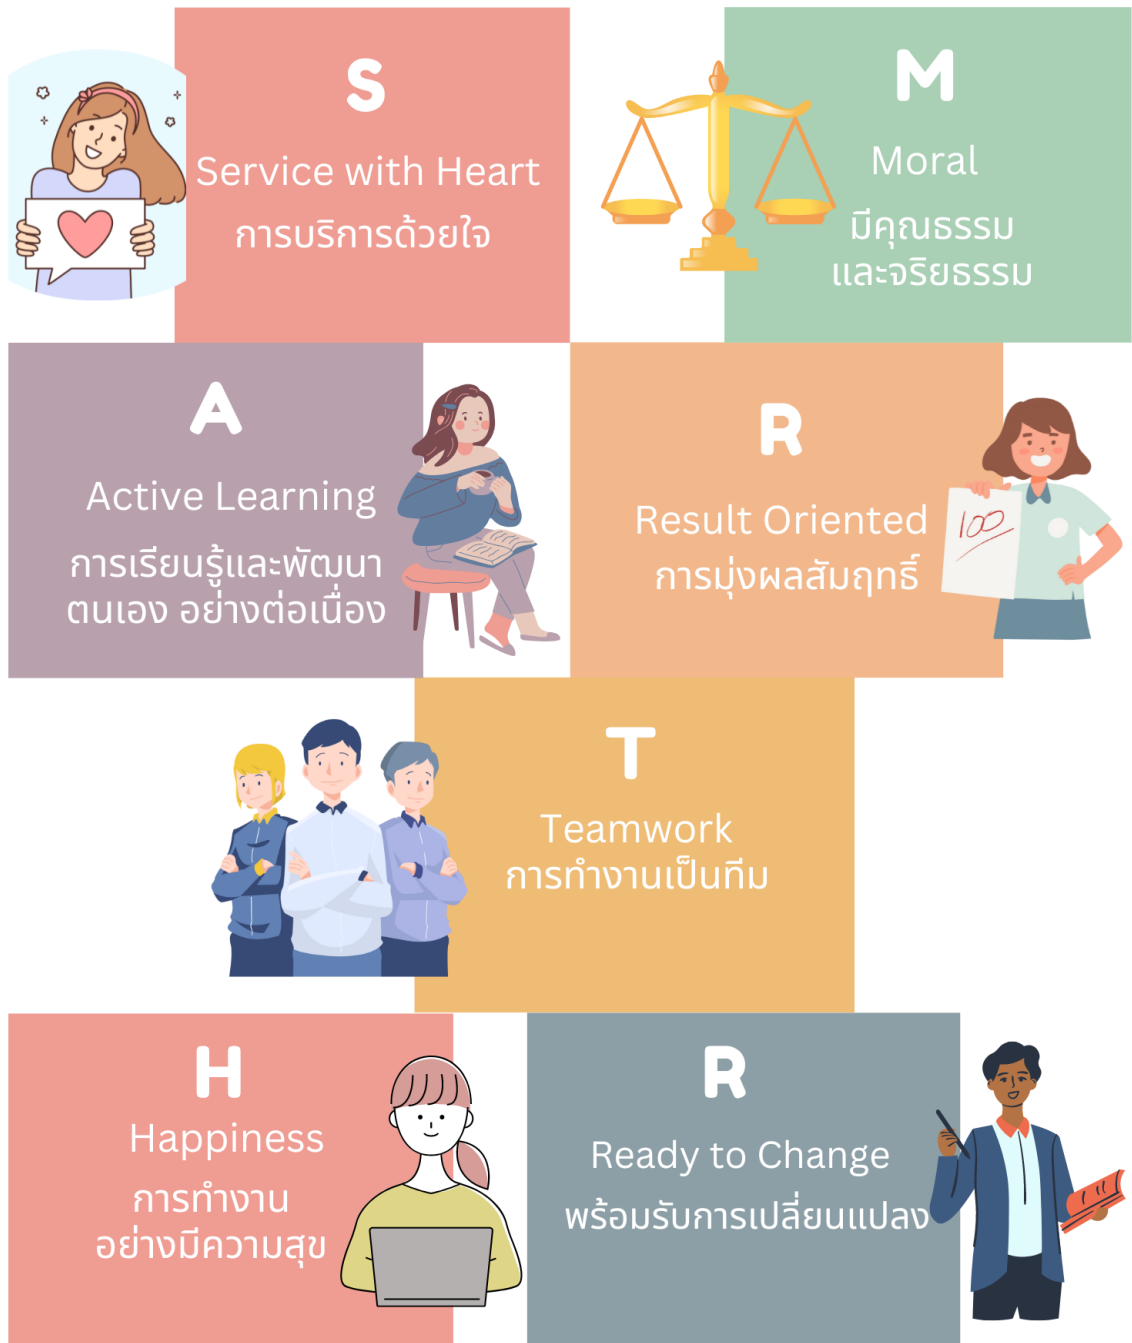 S
Service with Heart
การบริการด้วยใจ
M
Moral
มีคุณธรรม
และจริยธรรม
A
Active Learning
การเรียนรู้และพัฒนา
ตนเอง อย่างต่อเนื่อง
R
Result Oriented
การมุ่งผลสัมฤทธิ์
100
T
Teamwork
การทำงานเป็นทีม
H
Happiness
การทำงาน
อย่างมีความสุข
R
Ready to Change
พร้อมรับการเปลี่ยนแปลง